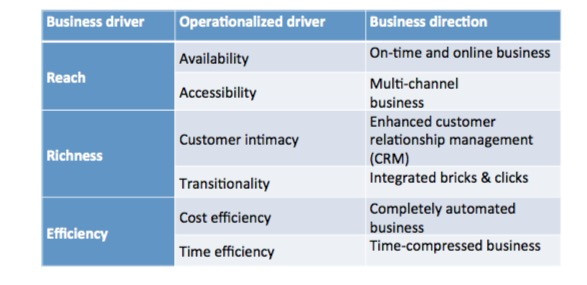 Business driver Operationalized driver Business direction
Reach
Availability
On-time and online business
Accessibility
Multi-channel
business
Richness
Customer intimacy
Enhanced customer
relationship management
(CRM)
Transitionality
Integrated bricks & clicks
Efficiency
Cost efficiency
Completely automated
business
Time efficiency
Time-compressed business